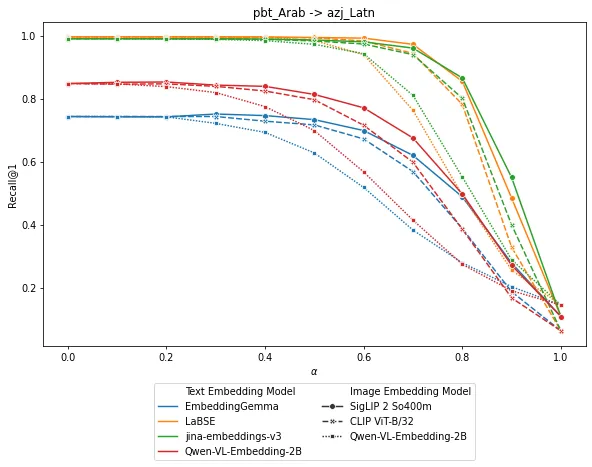 pbt_Arab -> azj_Latn
Recall@1
1.0
0.8
0.6
0.4
0.2
0.0 0.2 0.4 0.6 0.8 1.0
α
Text Embedding Model Image Embedding Model
EmbeddingGemma SigLIP 2 So400m
LaBSE CLIP ViT-B/32
jina-embeddings-v3 Qwen-VL-Embedding-2B
Qwen-VL-Embedding-2B